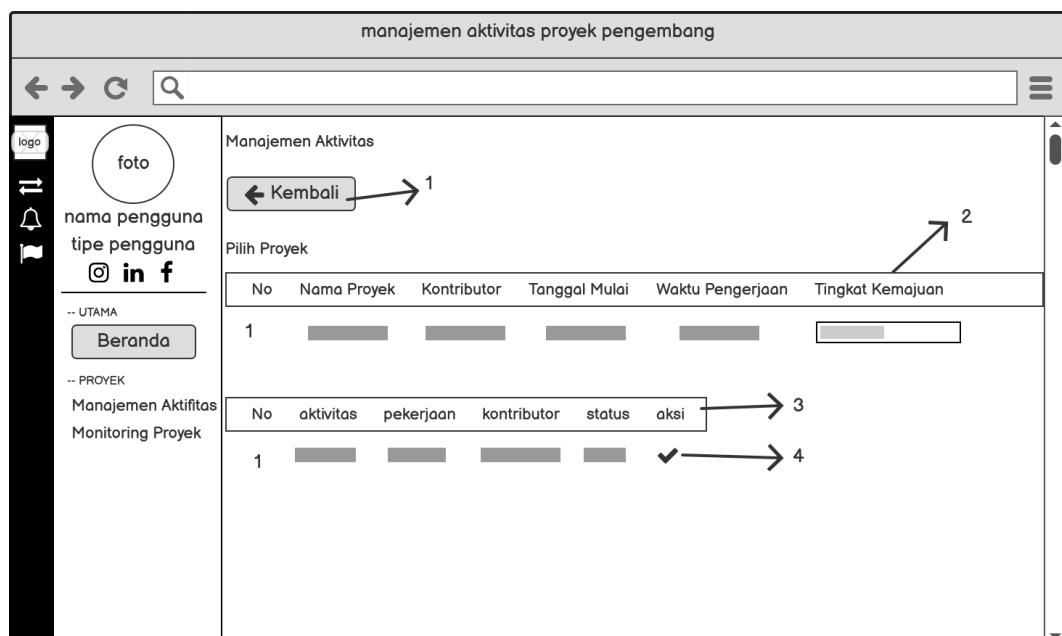 manajemen aktivitas proyek pengembang
logo
foto
nama pengguna
tipe pengguna
-- UTAMA
Beranda
-- PROYEK
Manajemen Aktifitas
Monitoring Proyek
Manajemen Aktivitas
Kembali 1
2
Pilih Proyek
No Nama Proyek Kontributor Tanggal Mulai Waktu Pengerjaan Tingkat Kemajuan
1
No aktivitas pekerjaan kontributor status aksi 3
1 4